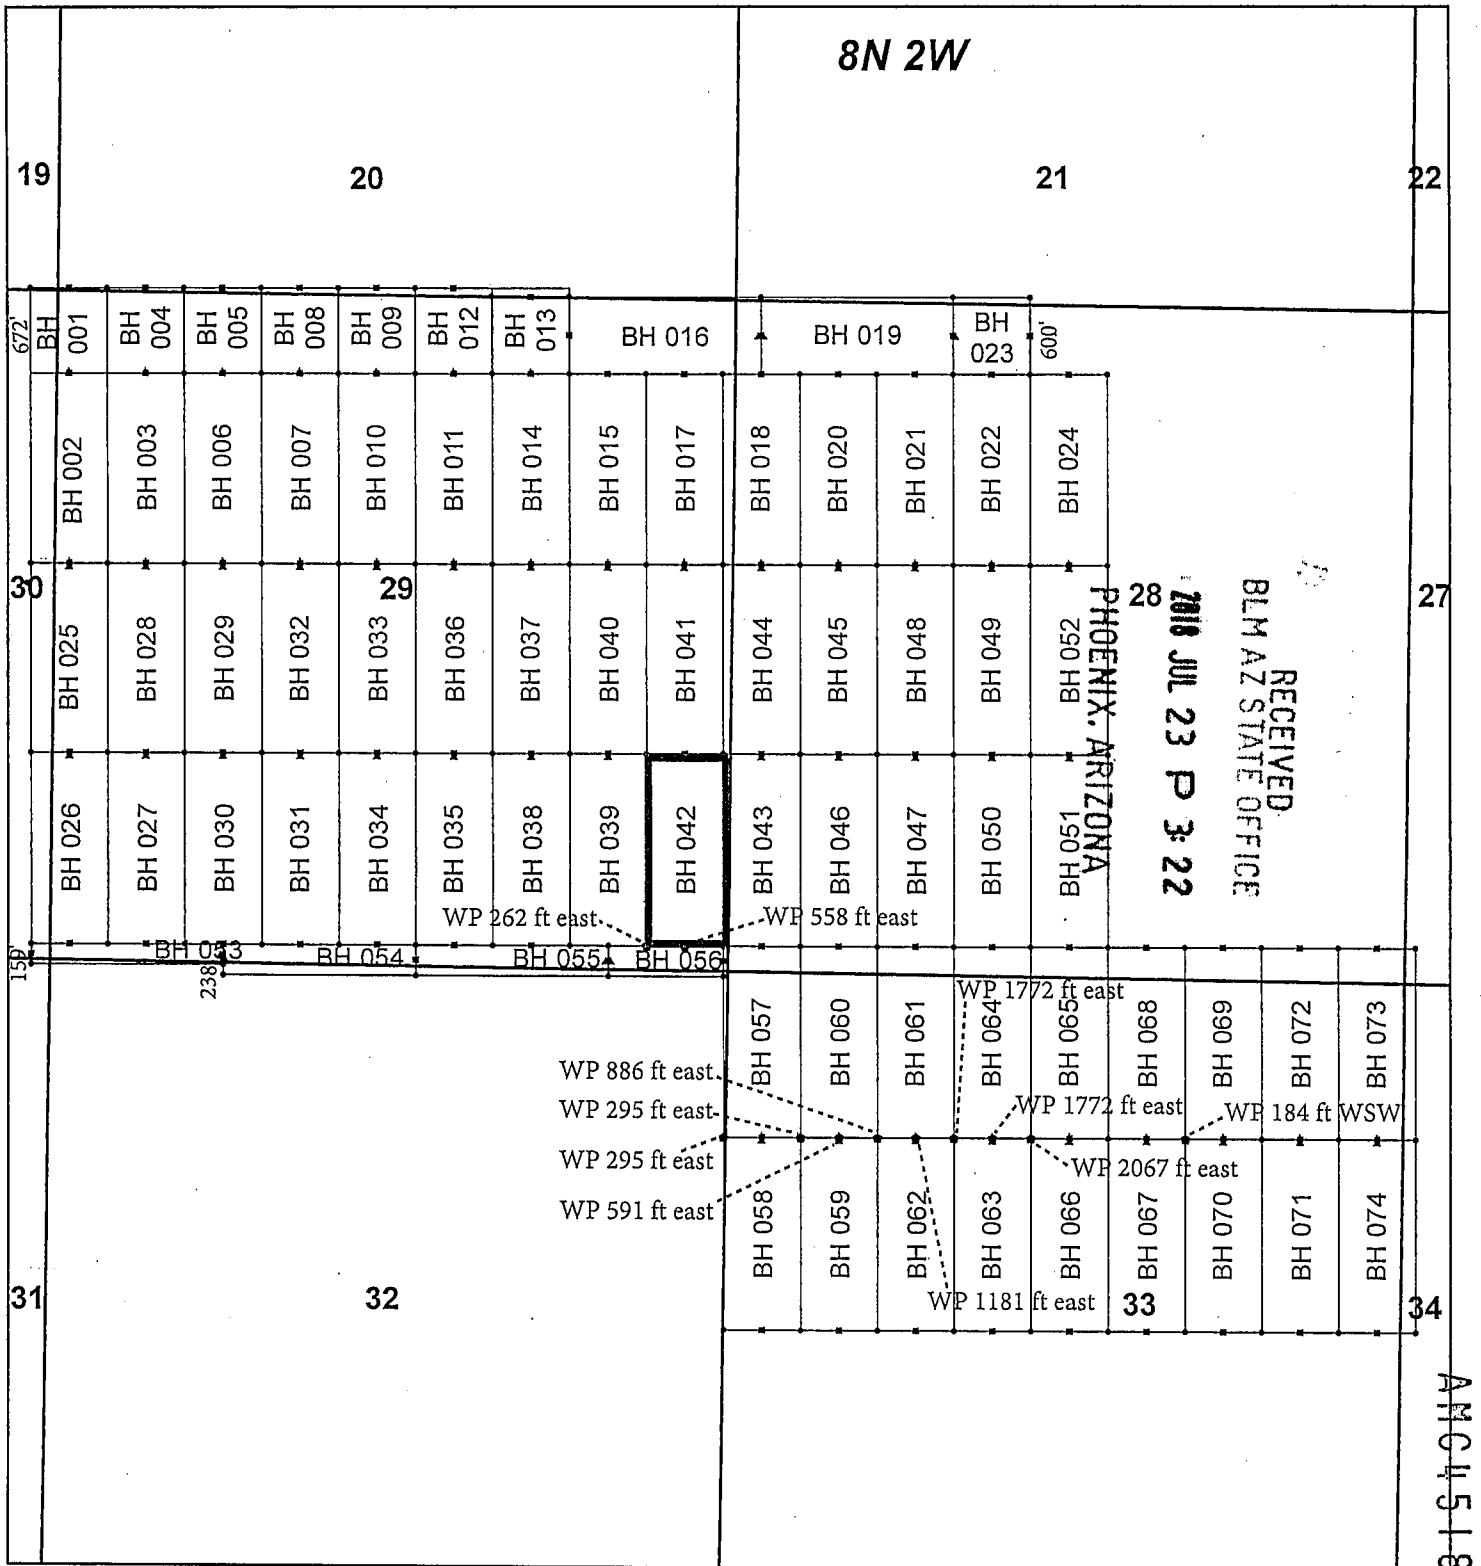 8N 2W
19
20
21
22
672'
BH
001
BH
004
BH
005
BH
008
BH
009
BH
012
BH
013
BH 016
BH 019
BH
023
600'
BH 002
BH 003
BH 006
BH 007
BH 010
BH 011
BH 014
BH 015
BH 017
BH 018
BH 020
BH 021
BH 022
BH 024
30
29
28
27
BH 025
BH 028
BH 029
BH 032
BH 033
BH 036
BH 037
BH 040
BH 041
BH 044
BH 045
BH 048
BH 049
BH 052
RECEIVED
BLM AZ STATE OFFICE
2018 JUL 23 P 3:22
PHOENIX, ARIZONA
BH 026
BH 027
BH 030
BH 031
BH 034
BH 035
BH 038
BH 039
BH 042
BH 043
BH 046
BH 047
BH 050
BH 051
WP 262 ft east
WP 558 ft east
159'
BH 053
238'
BH 054
BH 055
BH 056
WP 1772 ft east
BH 057
BH 060
BH 061
BH 064
BH 065
BH 068
BH 069
BH 072
BH 073
WP 886 ft east
WP 295 ft east
WP 1772 ft east
WP 184 ft WSW
WP 295 ft east
WP 2067 ft east
WP 591 ft east
BH 058
BH 059
BH 062
BH 063
BH 066
BH 067
BH 070
BH 071
BH 074
WP 1181 ft east
31
32
33
34
AMC4518